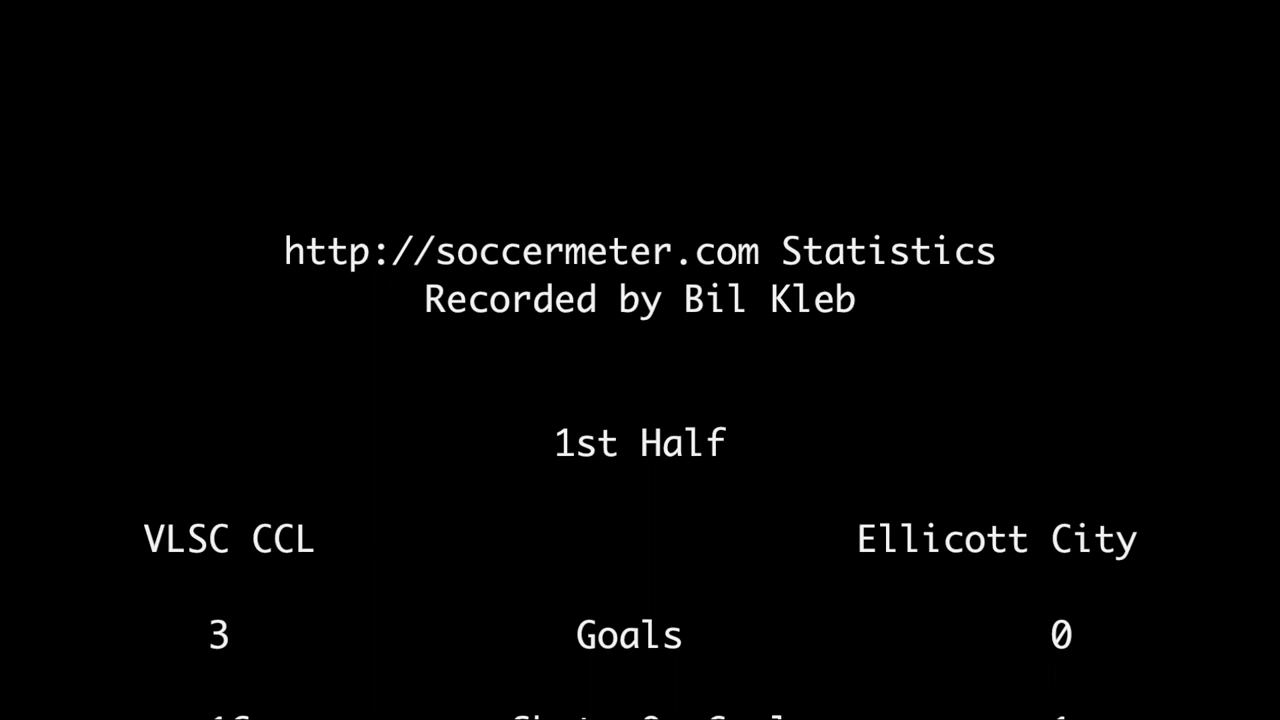 http://soccermeter.com Statistics
Recorded by Bil Kleb
1st Half
VLSC CCL Ellicott City
3 Goals 0